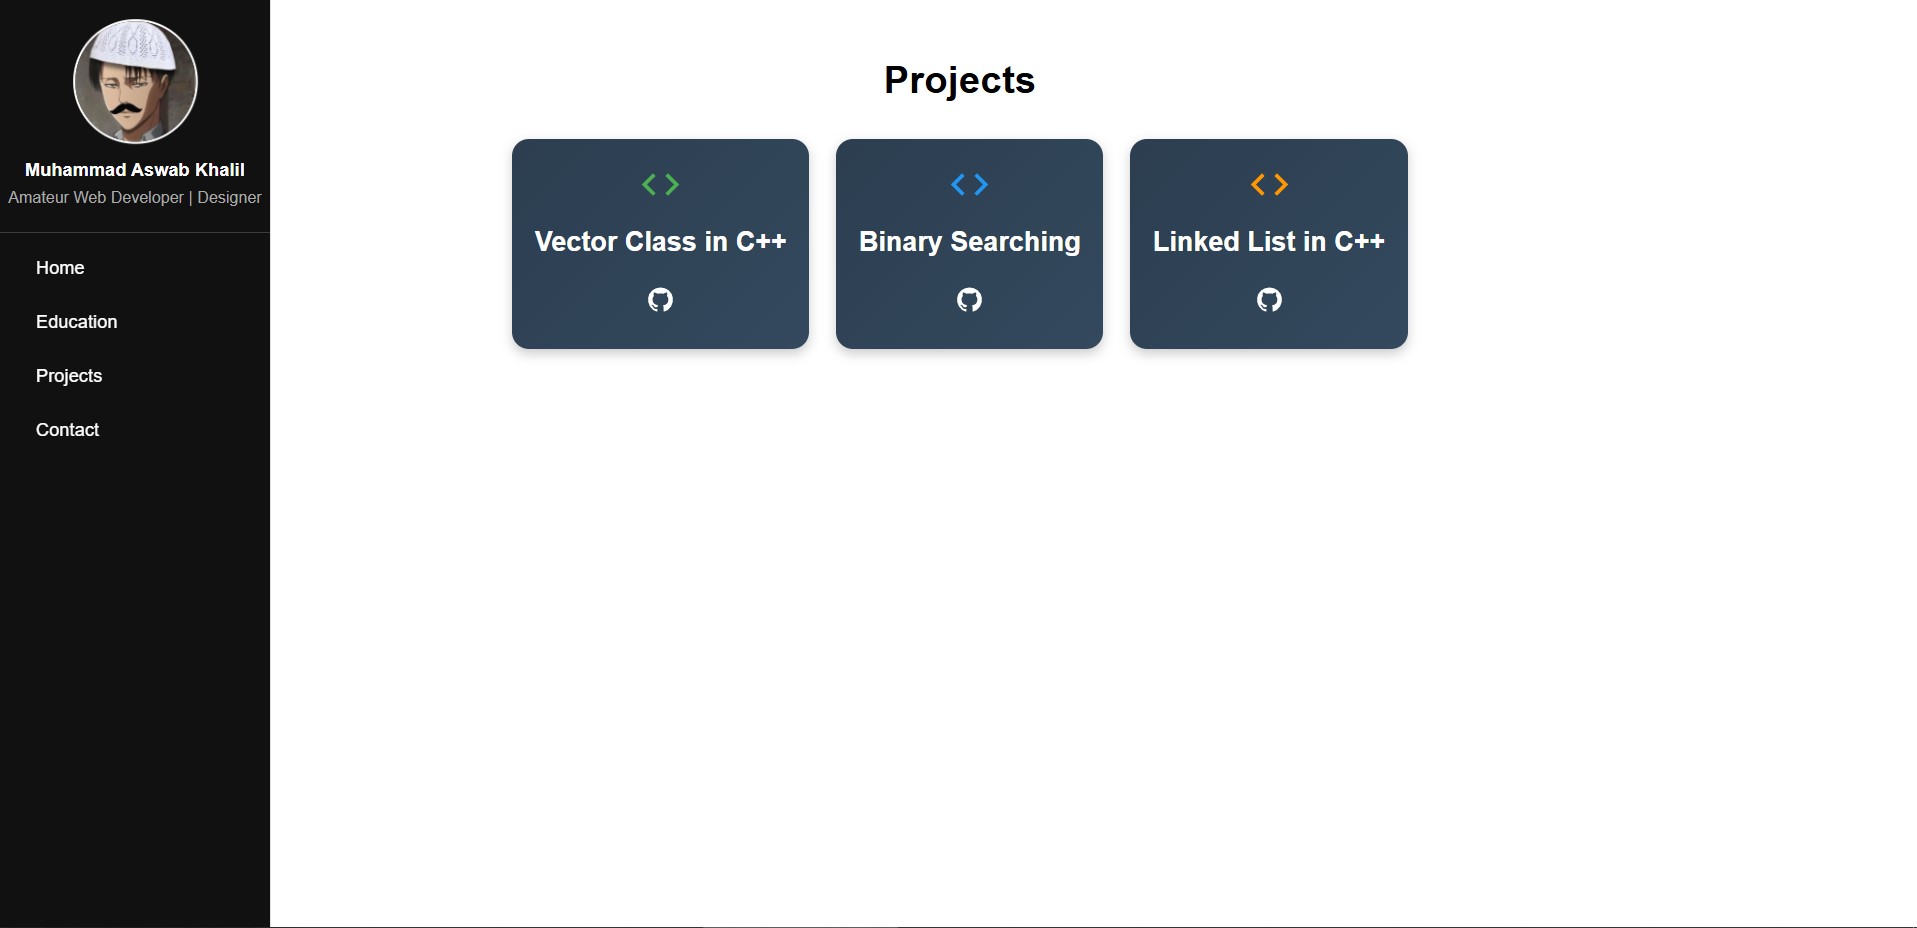 Muhammad Aswab Khalil
Amateur Web Developer | Designer
Home
Education
Projects
Contact
Projects
Vector Class in C++
Binary Searching
Linked List in C++